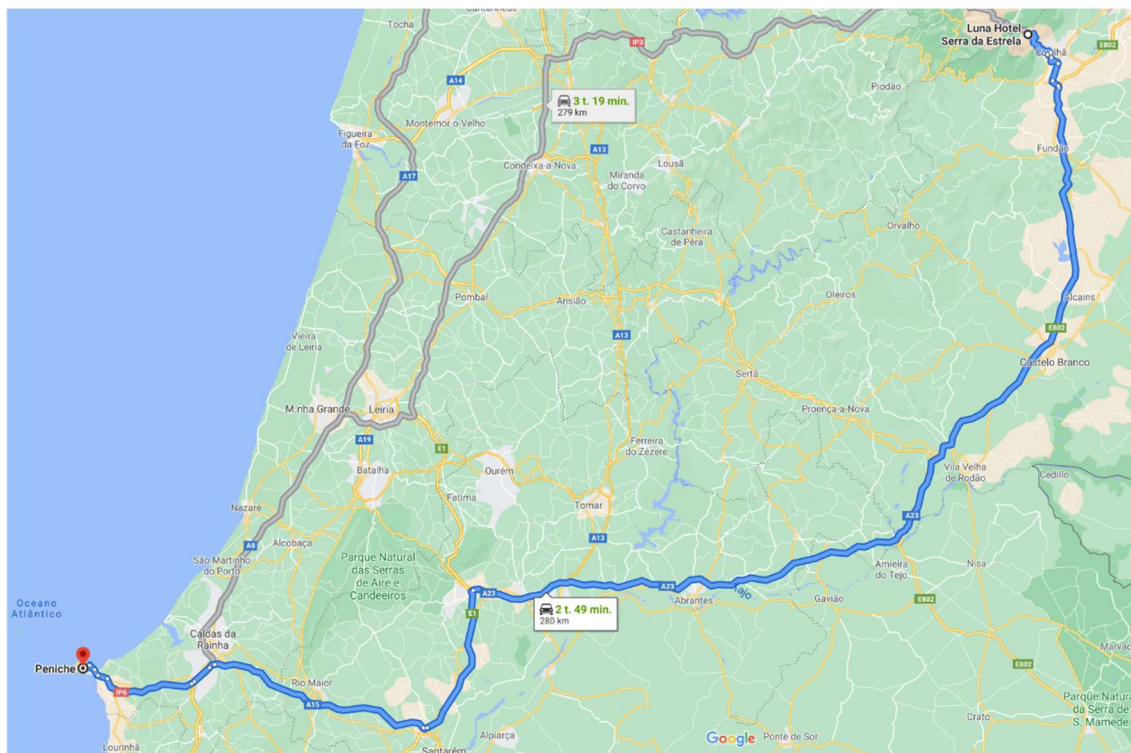 Tocha
Cantanhede
Luna Hotel
Serra da Estrela
E802
IP3
Covilhã
A14
Piodão
3 t. 19 min.
279 km
Montemor-o-Velho
Figueira
da Foz
A13
Fundão
Condeixa-a-Nova
Lousã
Miranda
do Corvo
A17
Orvalho
Castanheira
de Pêra
Pombal
Ansião
Oleiros
Alcains
Vieira
de Leiria
A13
E802
Castelo Branco
Sertã
Leiria
Proença-a-Nova
A19
E1
Ferreira
do Zêzere
Batalha
Ourém
Vila Velha
de Rodão
Cedillo
Fatima
Nazaré
Tomar
A23
A13
A8
Alcobaça
São Martinho
do Porto
Parque Natural
das Serras
de Aire e
Candeeiros
Amieira
do Tejo
Nisa
A23
A23
Tajo
Abrantes
Gavião
E802
Oceano
Atlântico
E1
2 t. 49 min.
280 km
Caldas da
Rainha
Marvão
Peniche
E802
Rio Maior
IP6
A15
Parque Natural
da Serra de
S. Mamede
Crato
Lourinhã
Santarém
Alpiarça
Google
Ponte de Sor